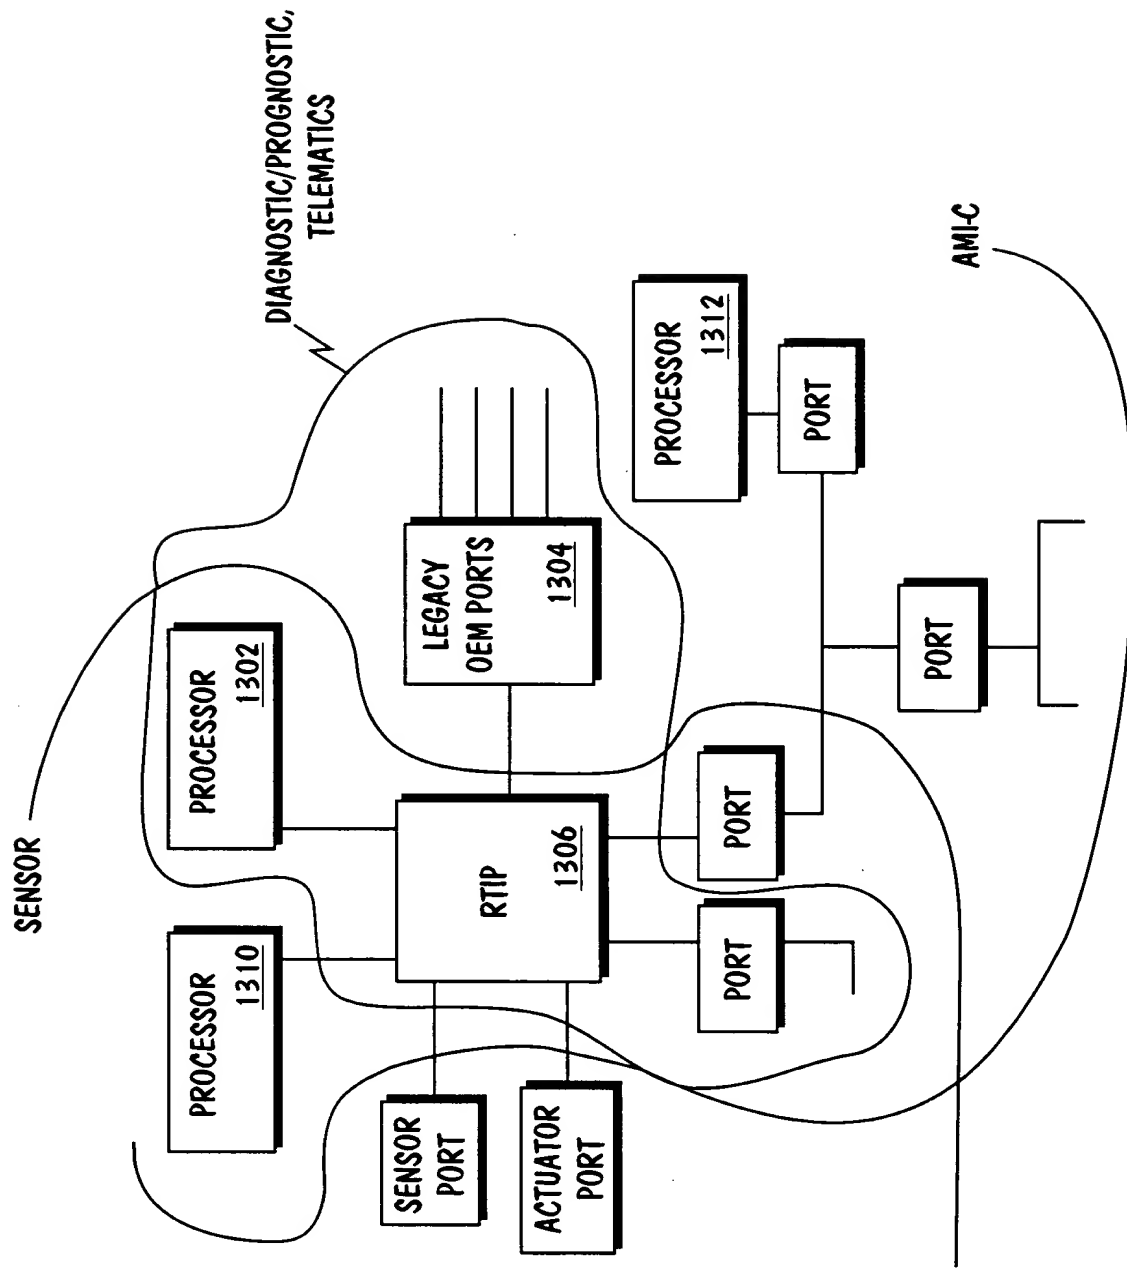 DIAGNOSTIC/PROGNOSTIC,
TELEMATICS
SENSOR
AMI-C
PROCESSOR
1310
PROCESSOR
1302
SENSOR
PORT
ACTUATOR
PORT
RTIP
1306
LEGACY
OEM PORTS
1304
PROCESSOR
1312
PORT
PORT
PORT
PORT